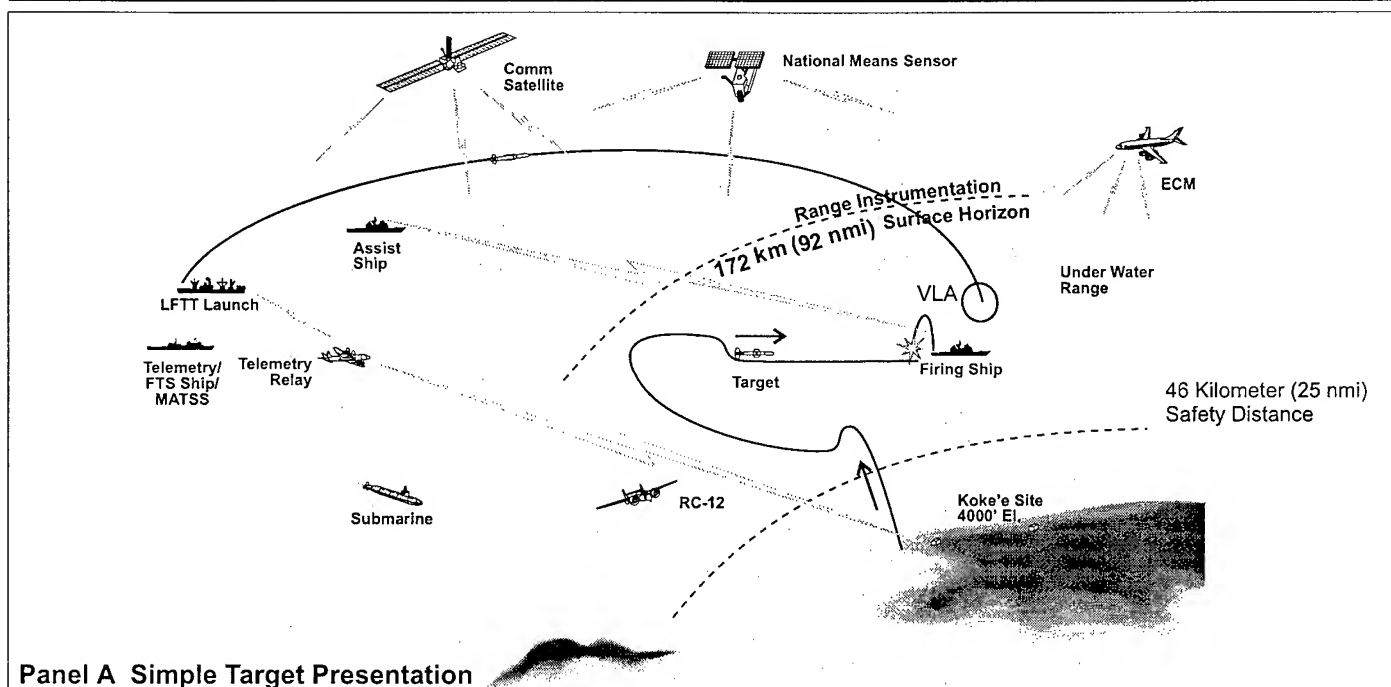 Comm
Satellite
National Means Sensor
ECM
Range Instrumentation
172 km (92 nmi) Surface Horizon
Assist
Ship
Under Water
Range
LFTT Launch
VLA
Telemetry/
FTS Ship/
MATSS
Telemetry
Relay
Target
Firing Ship
46 Kilometer (25 nmi)
Safety Distance
Submarine
RC-12
Koke'e Site
4000' El.
Panel A Simple Target Presentation